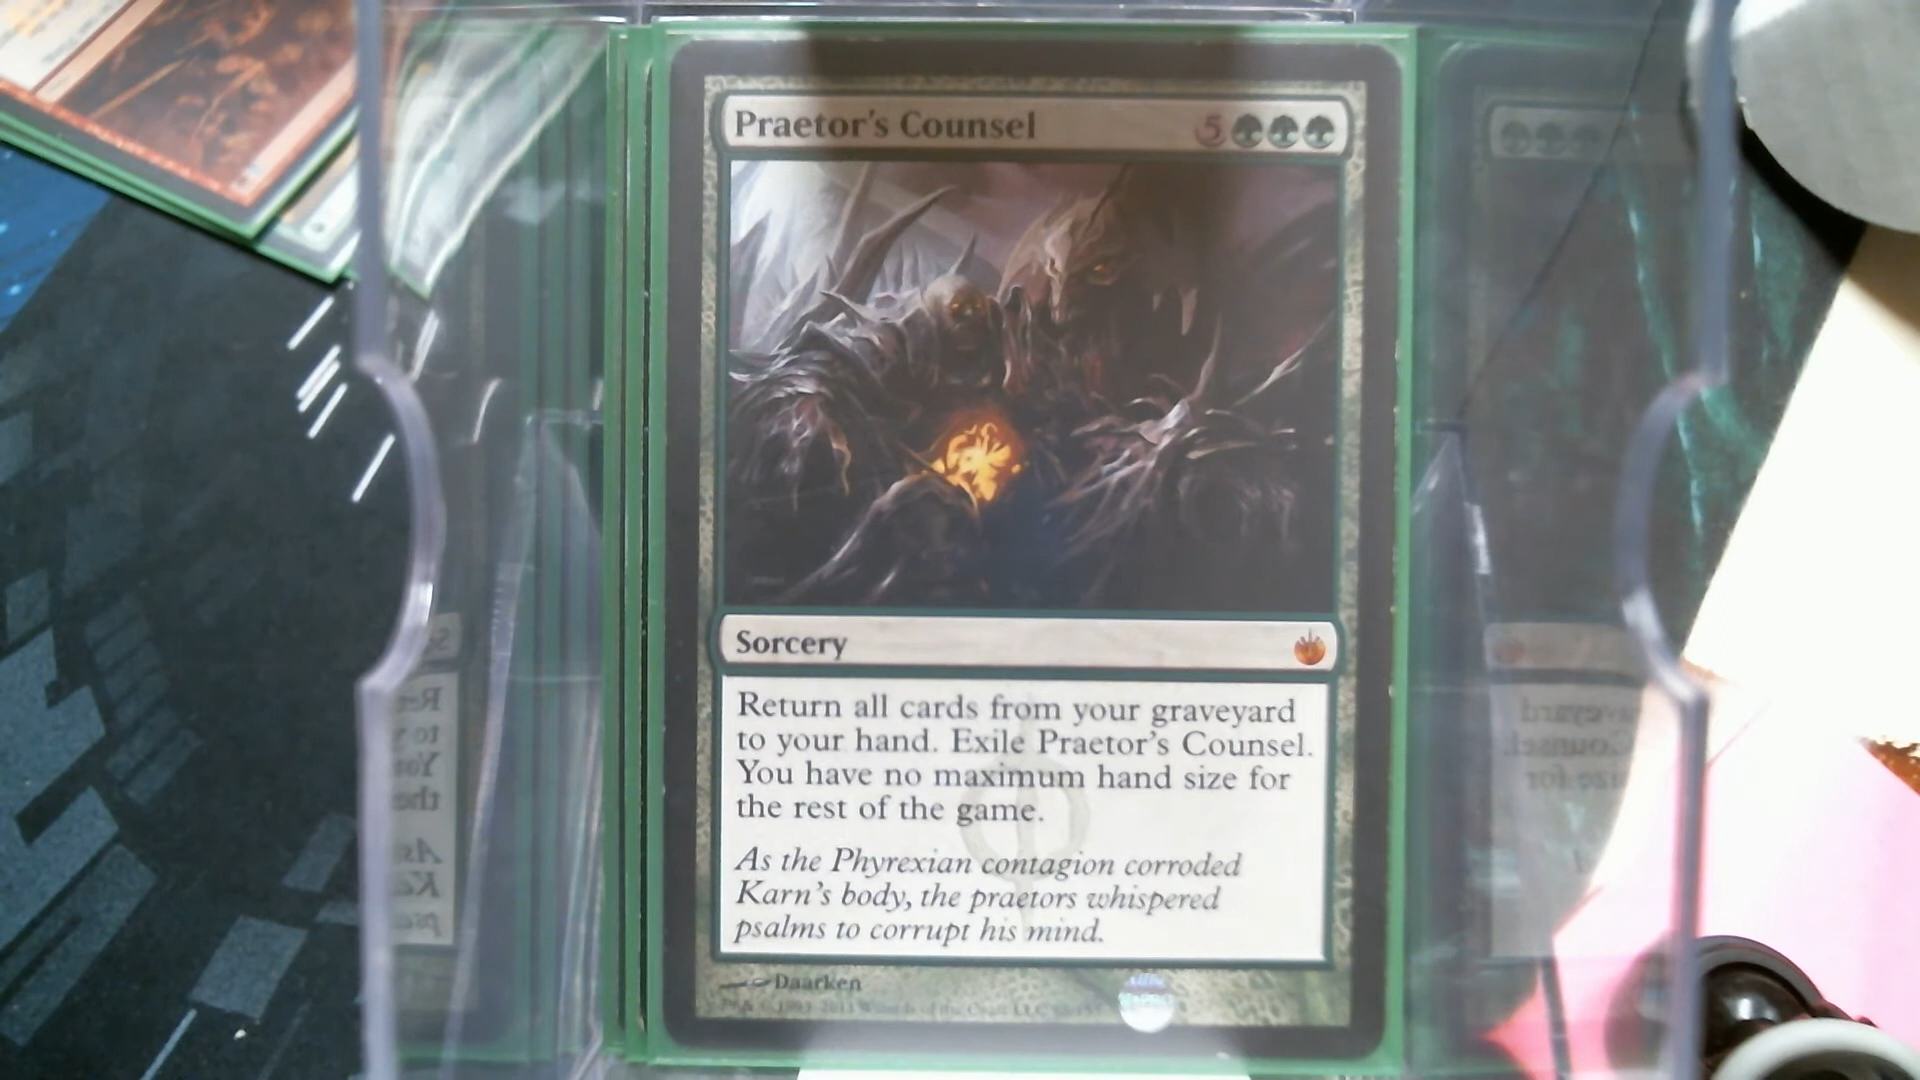 Praetor's Counsel 5
Sorcery
Return all cards from your graveyard
to your hand. Exile Praetor's Counsel.
You have no maximum hand size for
the rest of the game.
As the Phyrexian contagion corroded
Karn's body, the praetors whispered
psalms to corrupt his mind.
Daarken